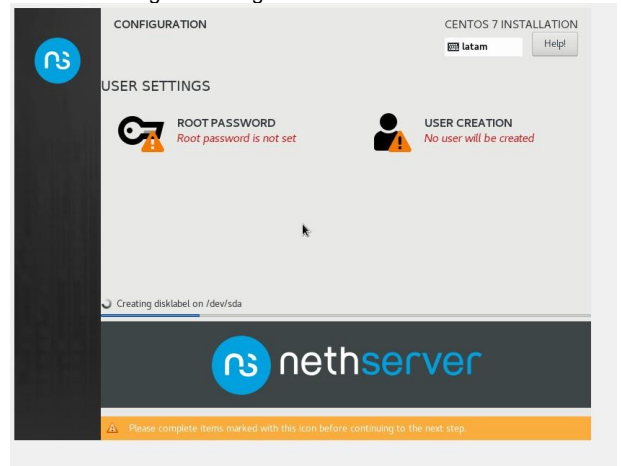 CONFIGURATION
CENTOS 7 INSTALLATION
latam
Help!
ns
USER SETTINGS
ROOT PASSWORD
Root password is not set
USER CREATION
No user will be created
Creating disklabel on /dev/sda
ns nethserver
Please complete items marked with this icon before continuing to the next step.